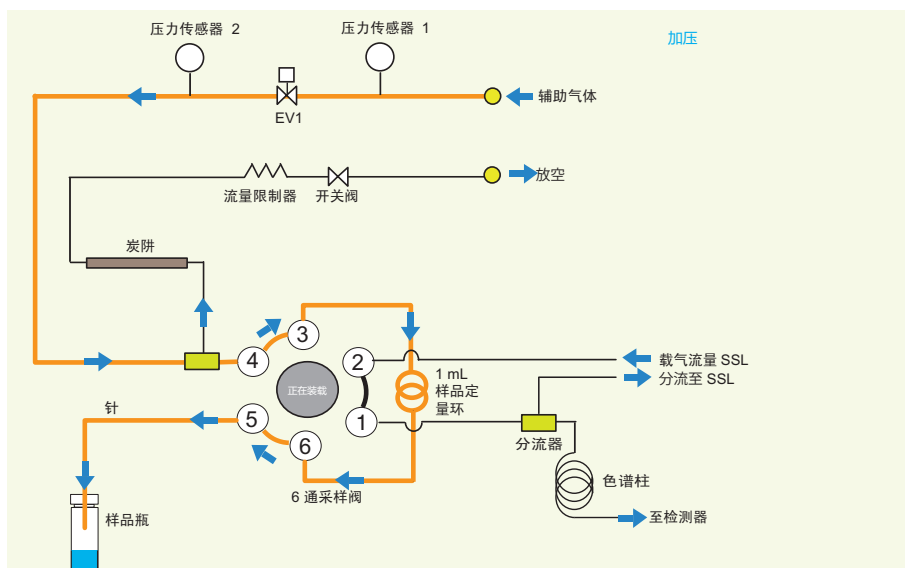 压力传感器 2
压力传感器 1
加压
辅助气体
EV1
放空
流量限制器
开关阀
炭阱
3
4
2
载气流量 SSL
1 mL
样品定
量环
分流至 SSL
正在装载
针
5
1
6
分流器
色谱柱
6 通采样阀
样品瓶
至检测器